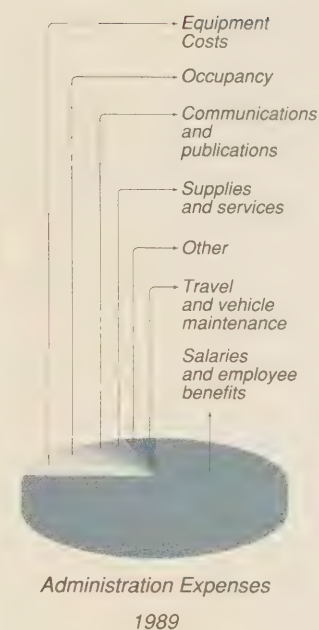 Equipment
Costs
Occupancy
Communications
and
publications
Supplies
and services
Other
Travel
and vehicle
maintenance
Salaries
and employee
benefits
Administration Expenses
1989